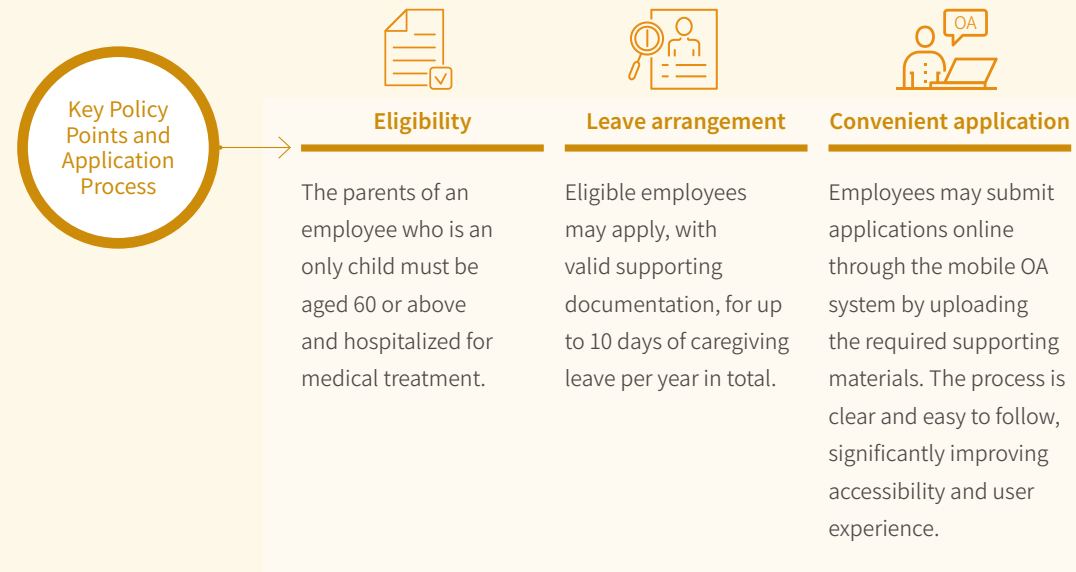 Key Policy
Points and
Application
Process
Eligibility
The parents of an
employee who is an
only child must be
aged 60 or above
and hospitalized for
medical treatment.
Leave arrangement
Eligible employees
may apply, with
valid supporting
documentation, for up
to 10 days of caregiving
leave per year in total.
OA
Convenient application
Employees may submit
applications online
through the mobile OA
system by uploading
the required supporting
materials. The process is
clear and easy to follow,
significantly improving
accessibility and user
experience.